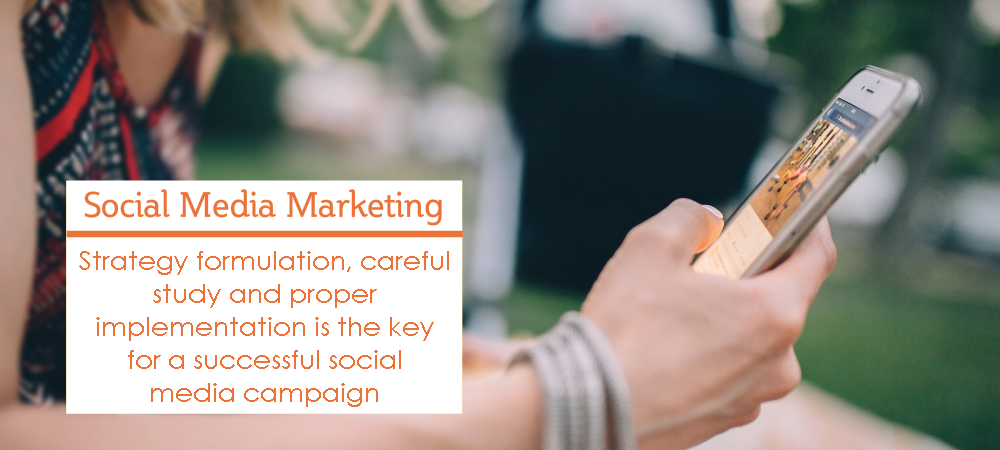 Social Media Marketing
Strategy formulation, careful
study and proper
implementation is the key
for a successful social
media campaign